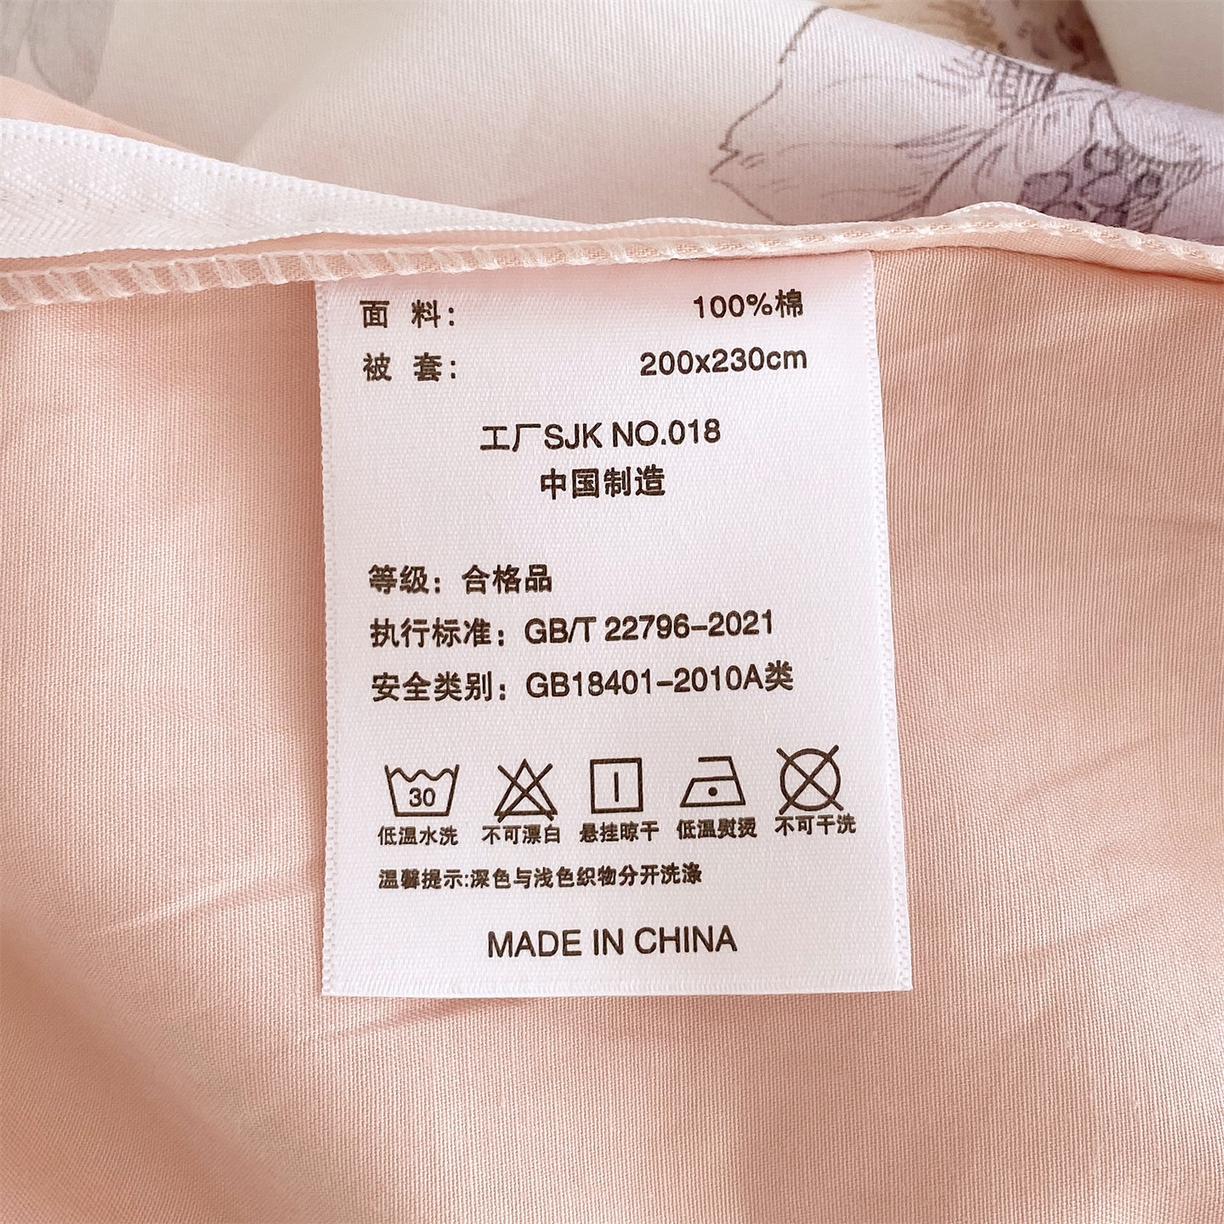 面 料： 100%棉
被 套： 200x230cm
工厂SJK NO.018
中国制造
等级：合格品
执行标准：GB/T 22796-2021
安全类别：GB18401-2010A类
30
低温水洗 不可漂白 悬挂晾干 低温熨烫 不可干洗
温馨提示:深色与浅色织物分开洗涤
MADE IN CHINA